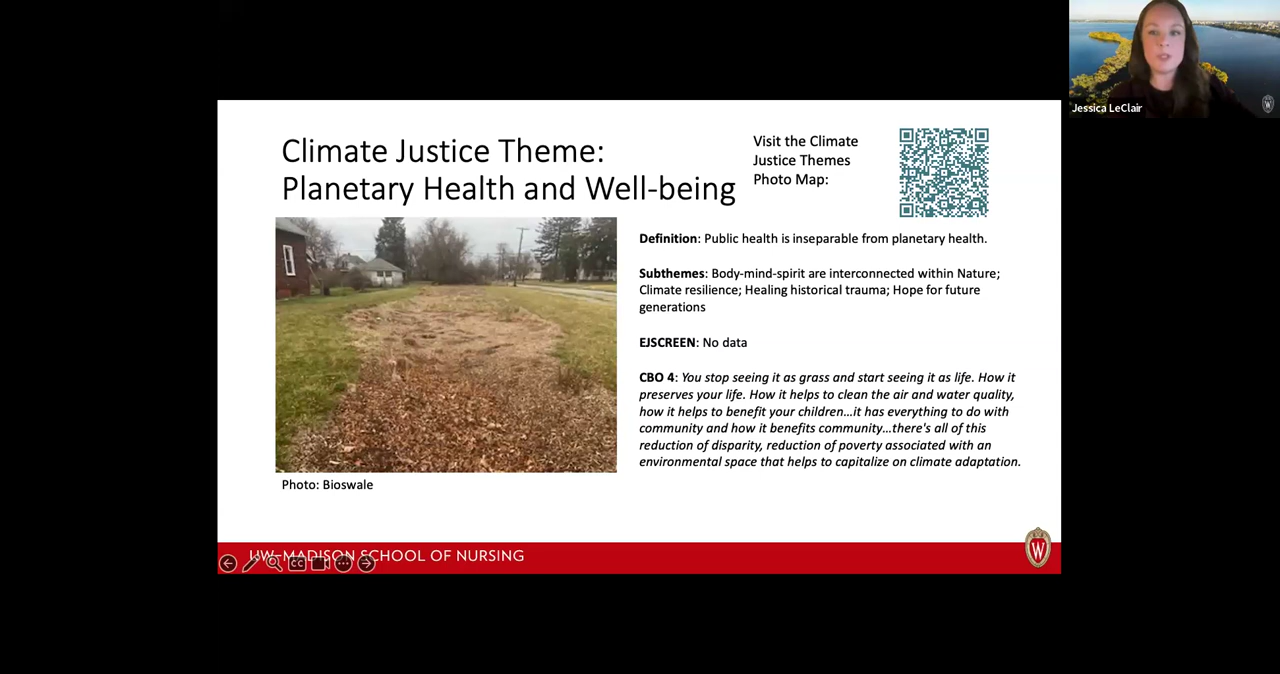 Jessica LeClair
Climate Justice Theme:
Planetary Health and Well-being
Visit the Climate
Justice Themes
Photo Map:
Definition: Public health is inseparable from planetary health.
Subthemes: Body-mind-spirit are interconnected within Nature;
Climate resilience; Healing historical trauma; Hope for future
generations
EJSCREEN: No data
CBO 4: You stop seeing it as grass and start seeing it as life. How it
preserves your life. How it helps to clean the air and water quality,
how it helps to benefit your children…it has everything to do with
community and how it benefits community…there's all of this
reduction of disparity, reduction of poverty associated with an
environmental space that helps to capitalize on climate adaptation.
Photo: Bioswale
UW–MADISON SCHOOL OF NURSING
CC
W
W